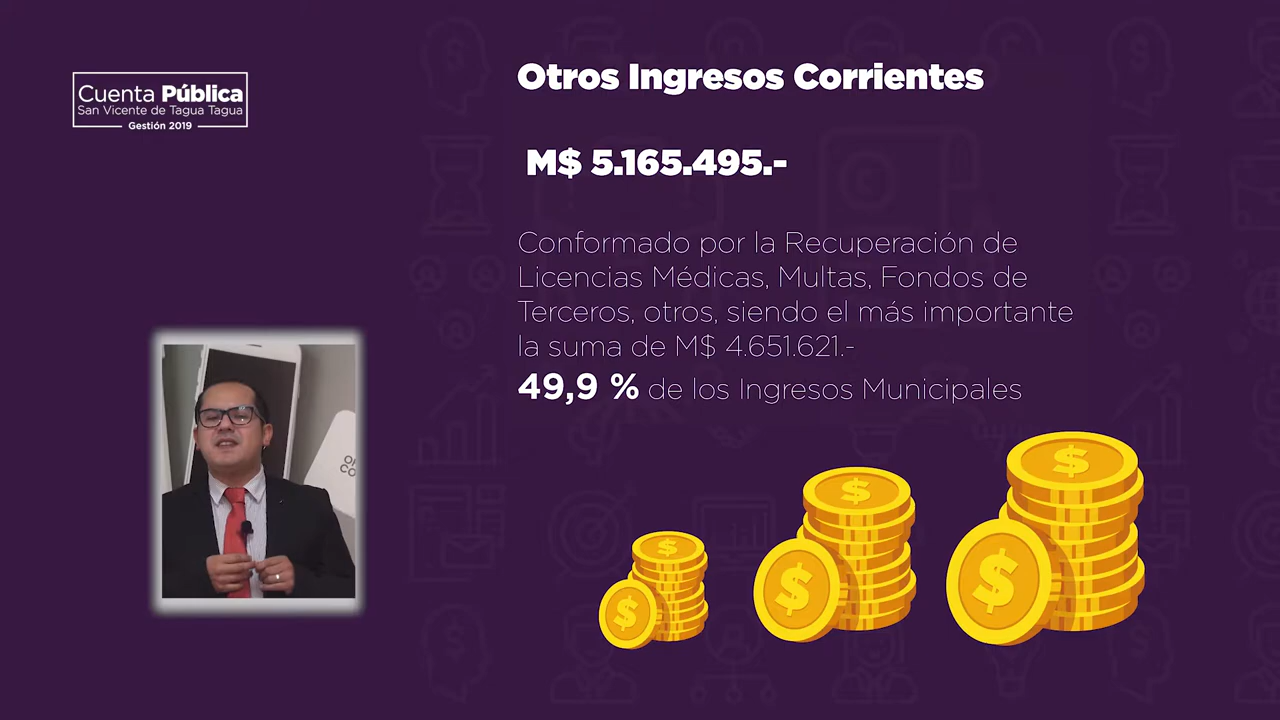 Cuenta Pública
San Vicente de Tagua Tagua
Gestión 2019
Otros Ingresos Corrientes
M$ 5.165.495.-
Conformado por la Recuperación de
Licencias Médicas, Multas, Fondos de
Terceros, otros, siendo el más importante
la suma de M$ 4.651.621.-
49,9 % de los Ingresos Municipales